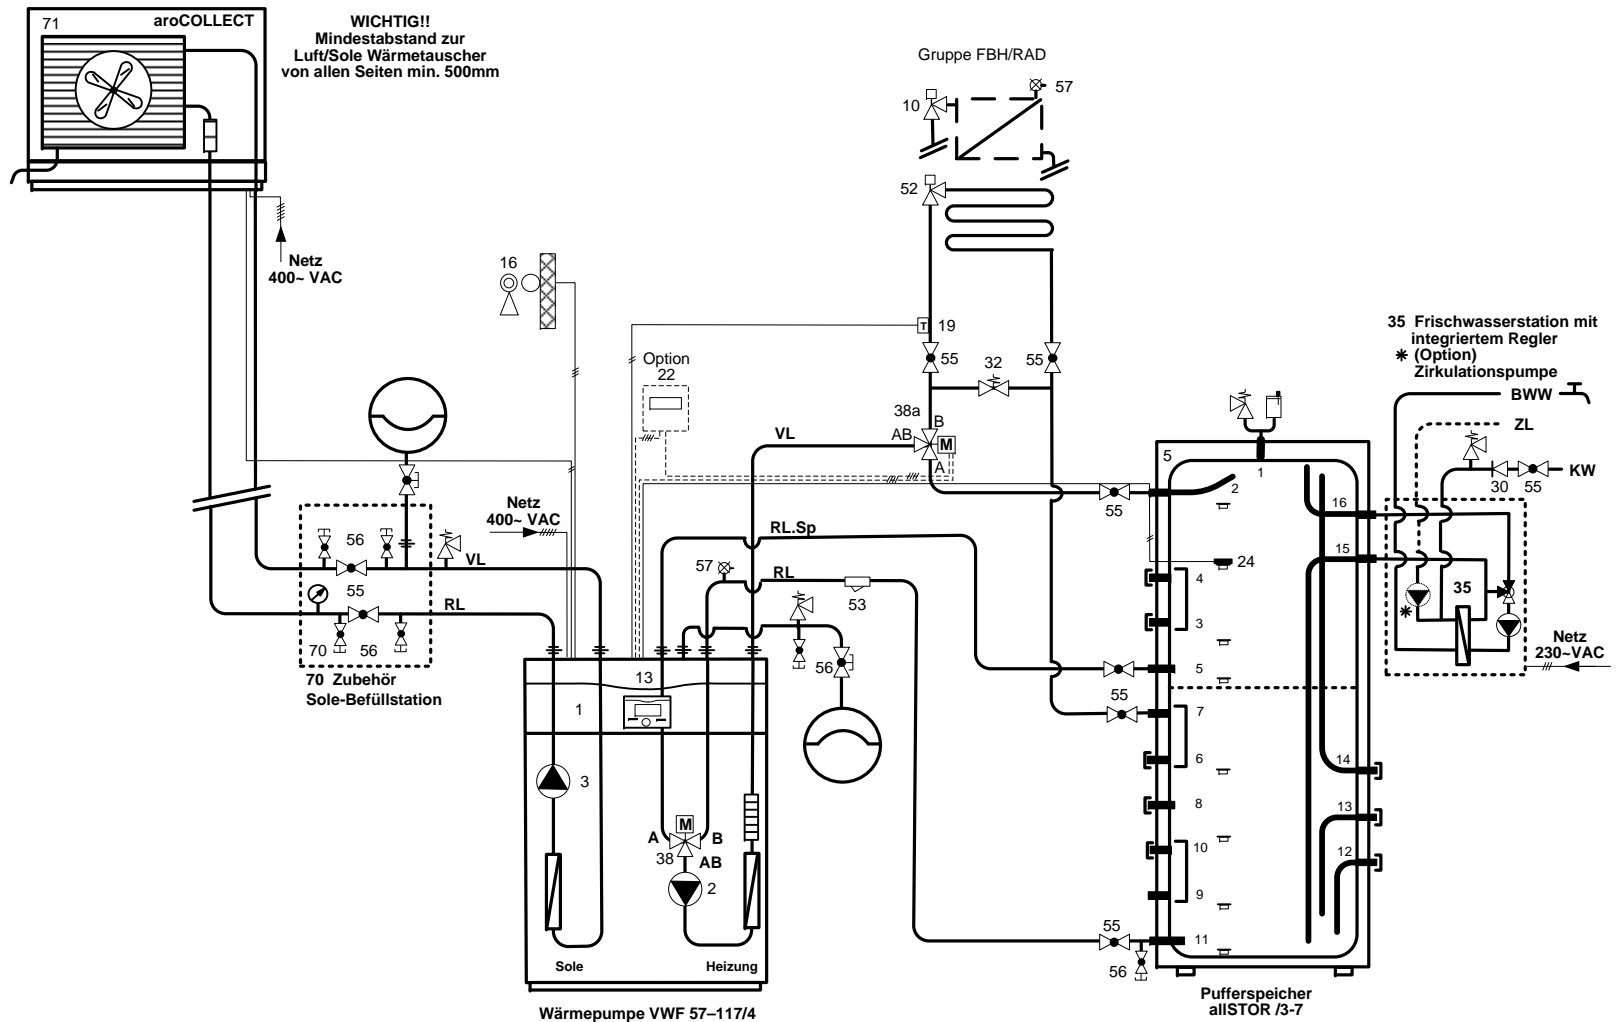 71
aroCOLLECT
WICHTIG!!
Mindestabstand zur
Luft/Sole Wärmetauscher
von allen Seiten min. 500mm
Netz
400~ VAC
Gruppe FBH/RAD
57
10
52
16
T
19
55
55
32
Option
22
38a
B
AB
M
A
VL
35 Frischwasserstation mit
integriertem Regler
(Option)
Zirkulationspumpe
BWW
ZL
KW
30
55
5
1
2
55
16
15
24
4
3
35
Netz
230~VAC
Netz
400~ VAC
RL.Sp
57
RL
53
56
VL
55
RL
70
56
70 Zubehör
Sole-Befüllstation
13
1
56
5
55
7
6
8
10
9
14
13
12
3
M
A
B
38
AB
2
55
11
56
Sole
Heizung
Wärmepumpe VWF 57–117/4
Pufferspeicher
allSTOR /3-7